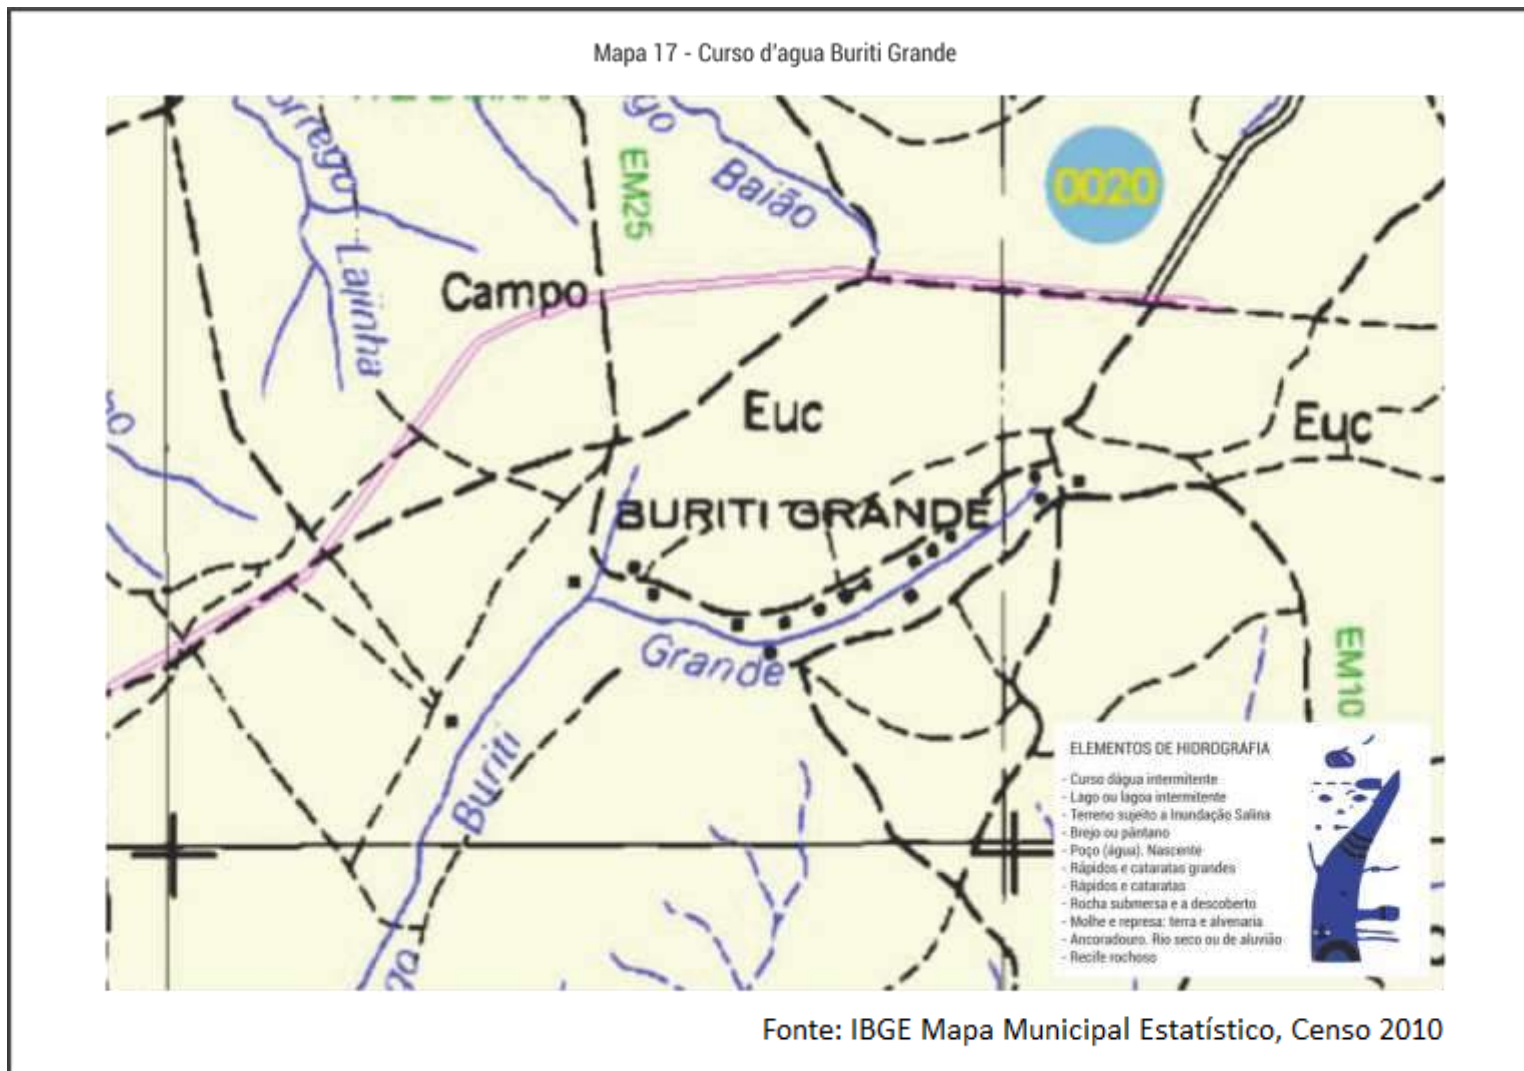 Mapa 17 - Curso d'agua Buriti Grande
orrego
Lajinha
go
Baião
EM25
0020
Campo
Euc
Euc
BURITI GRANDE
Grande
Buriti
go
EM10
ELEMENTOS DE HIDROGRAFIA
- Curso dágua intermitente
- Lago ou lagoa intermitente
- Terreno sujeito a Inundação Salina
- Brejo ou pântano
- Poço (água). Nascente
- Rápidos e cataratas grandes
- Rápidos e cataratas
- Rocha submersa e a descoberto
- Molhe e represa: terra e alvenaria
- Ancoradouro. Rio seco ou de aluvião
- Recife rochoso
Fonte: IBGE Mapa Municipal Estatístico, Censo 2010